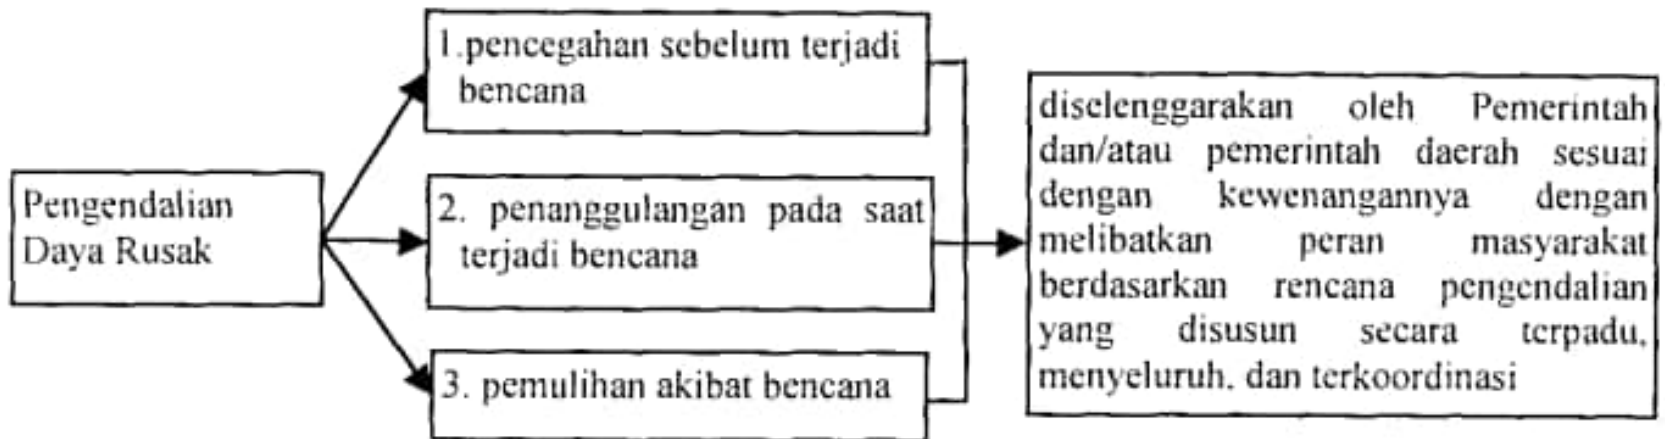 Pengendalian
Daya Rusak
1.pencegahan sebelum terjadi
bencana
2. penanggulangan pada saat
terjadi bencana
3. pemulihan akibat bencana
diselenggarakan oleh Pemerintah
dan/atau pemerintah daerah sesuai
dengan kewenangannya dengan
melibatkan peran masyarakat
berdasarkan rencana pengendalian
yang disusun secara terpadu,
menyeluruh, dan terkoordinasi